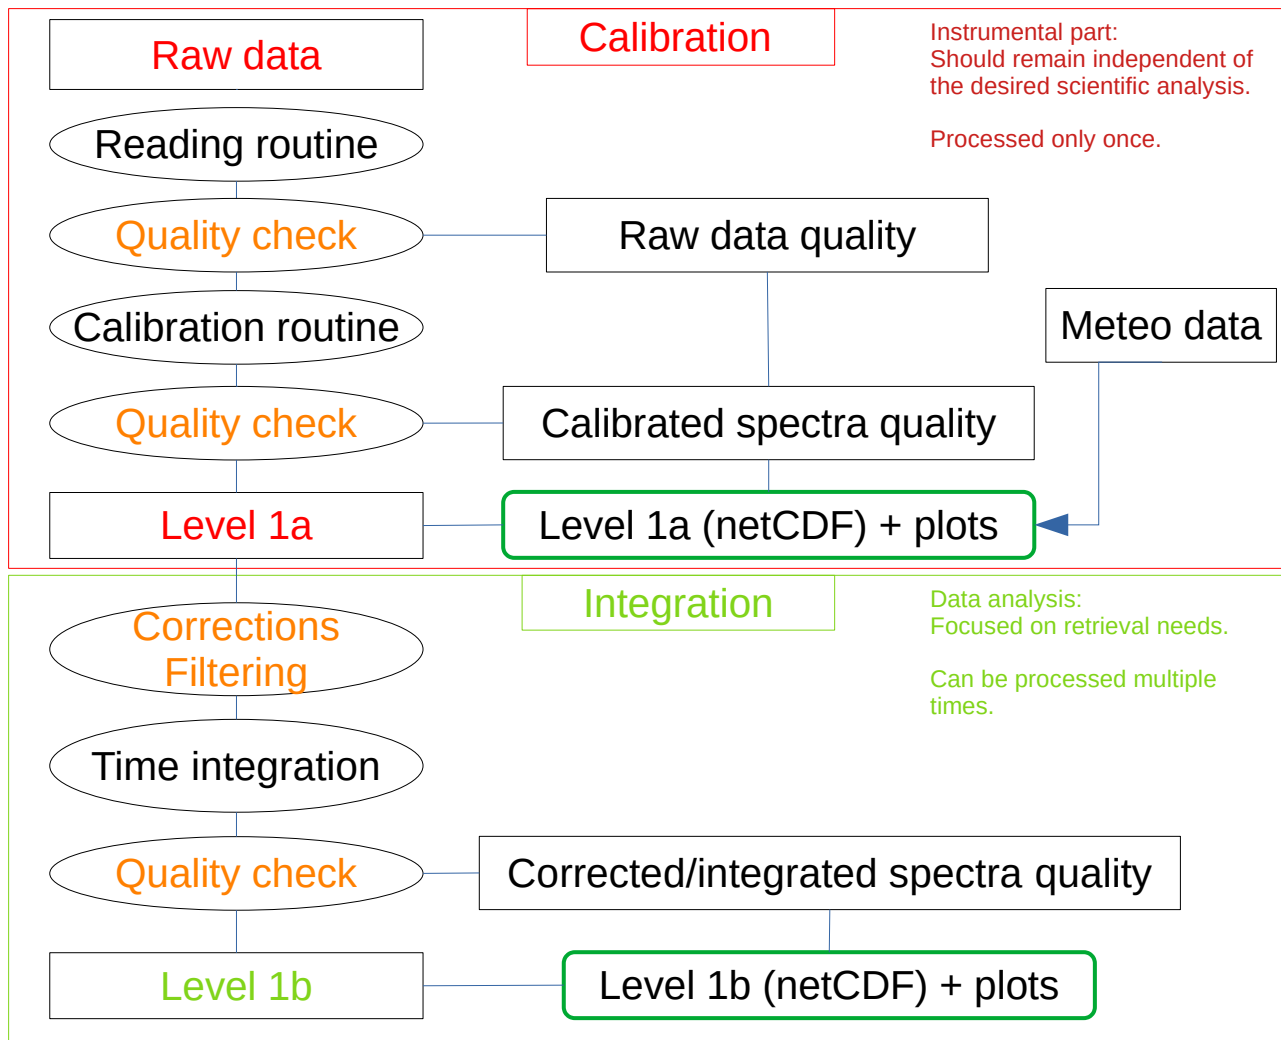 Raw data
Calibration
Instrumental part:
Should remain independent of
the desired scientific analysis.
Processed only once.
Reading routine
Quality check
Raw data quality
Calibration routine
Meteo data
Quality check
Calibrated spectra quality
Level 1a
Level 1a (netCDF) + plots
Integration
Data analysis:
Focused on retrieval needs.
Can be processed multiple
times.
Corrections
Filtering
Time integration
Quality check
Corrected/integrated spectra quality
Level 1b
Level 1b (netCDF) + plots